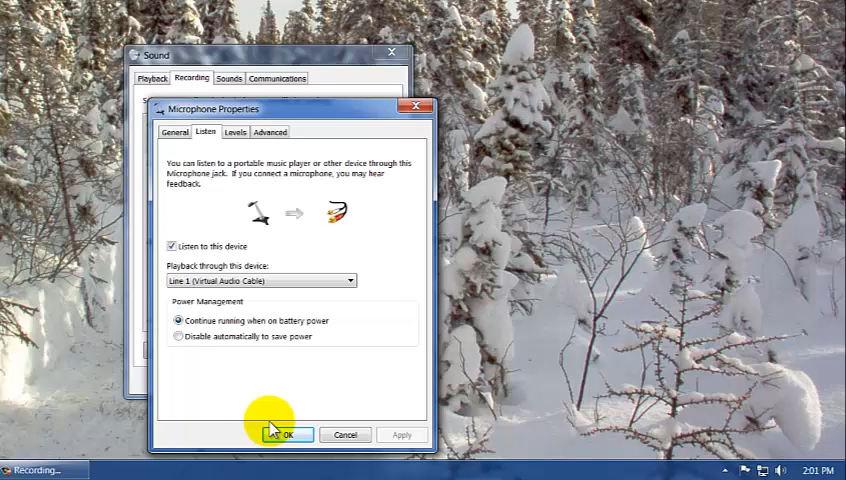 Sound
Playback Recording Sounds Communications
Microphone Properties
General Listen Levels Advanced
You can listen to a portable music player or other device through this
Microphone jack. If you connect a microphone, you may hear
feedback.
Listen to this device
Playback through this device:
Line 1 (Virtual Audio Cable)
Power Management
Continue running when on battery power
Disable automatically to save power
OK Cancel Apply
Recording... 2:01 PM